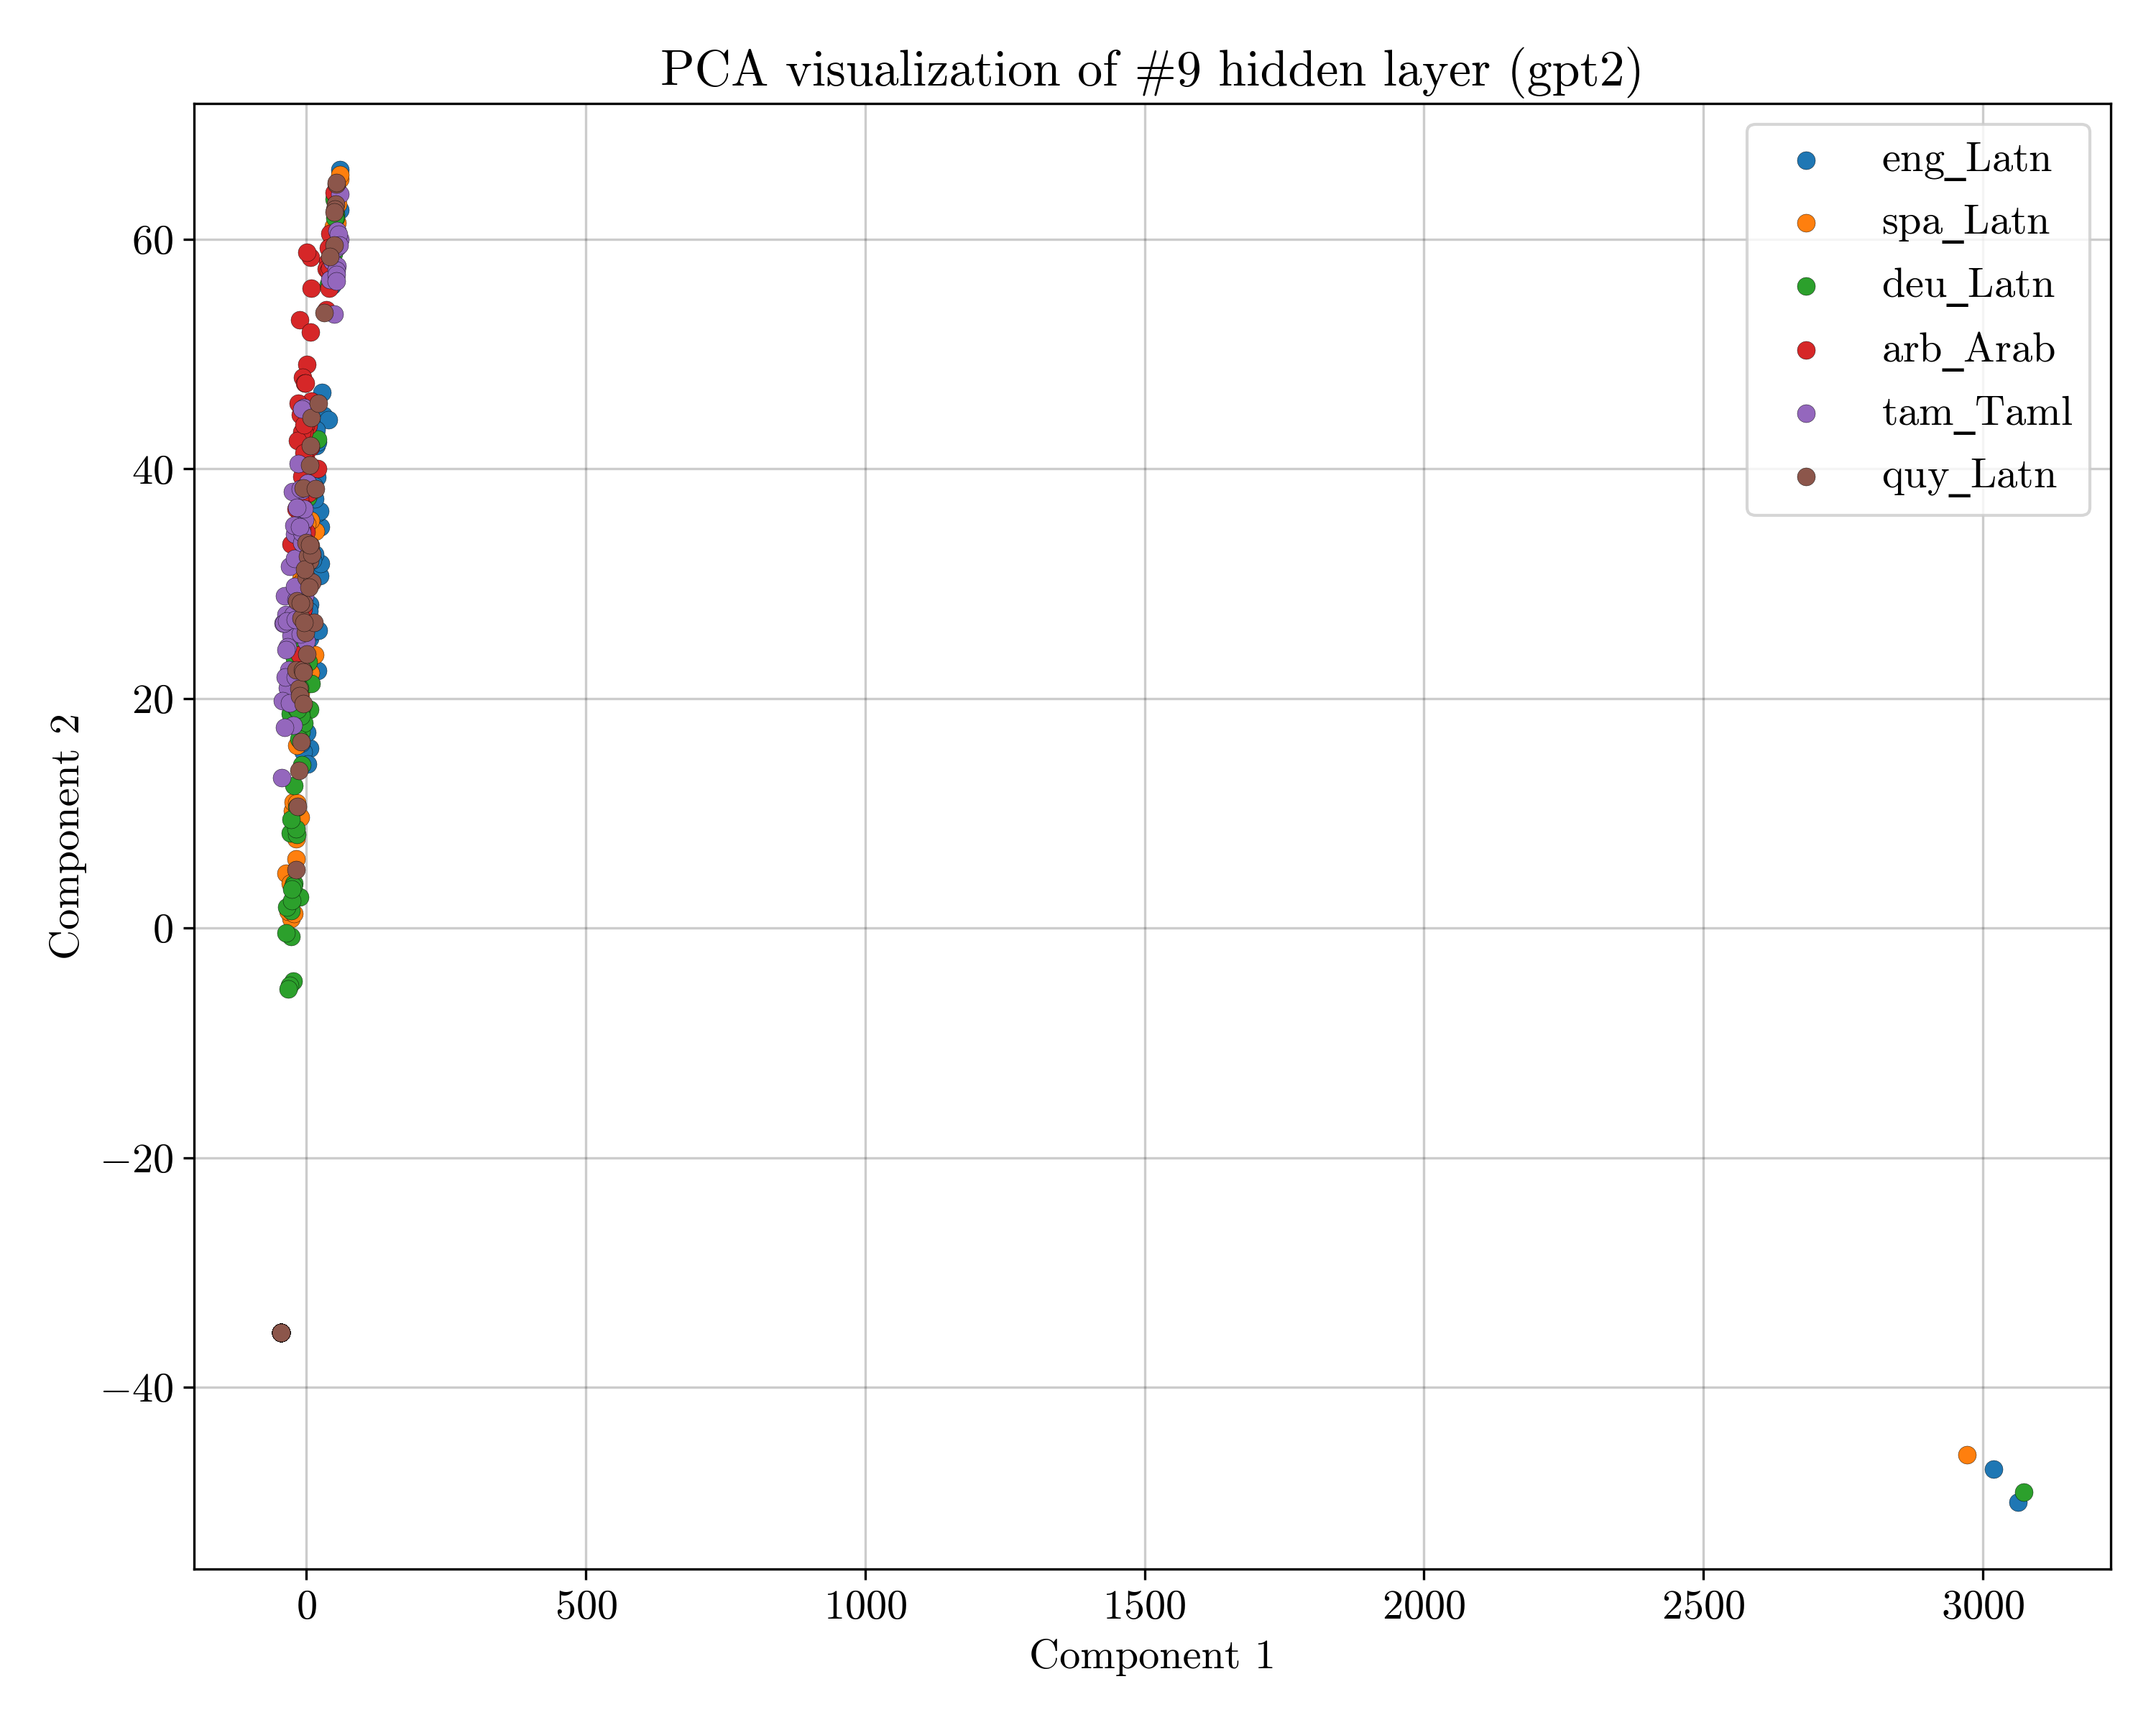 PCA visualization of #9 hidden layer (gpt2)
eng_Latn
spa_Latn
deu_Latn
arb_Arab
tam_Taml
quy_Latn
Component 2
60
40
20
0
−20
−40
0 500 1000 1500 2000 2500 3000
Component 1